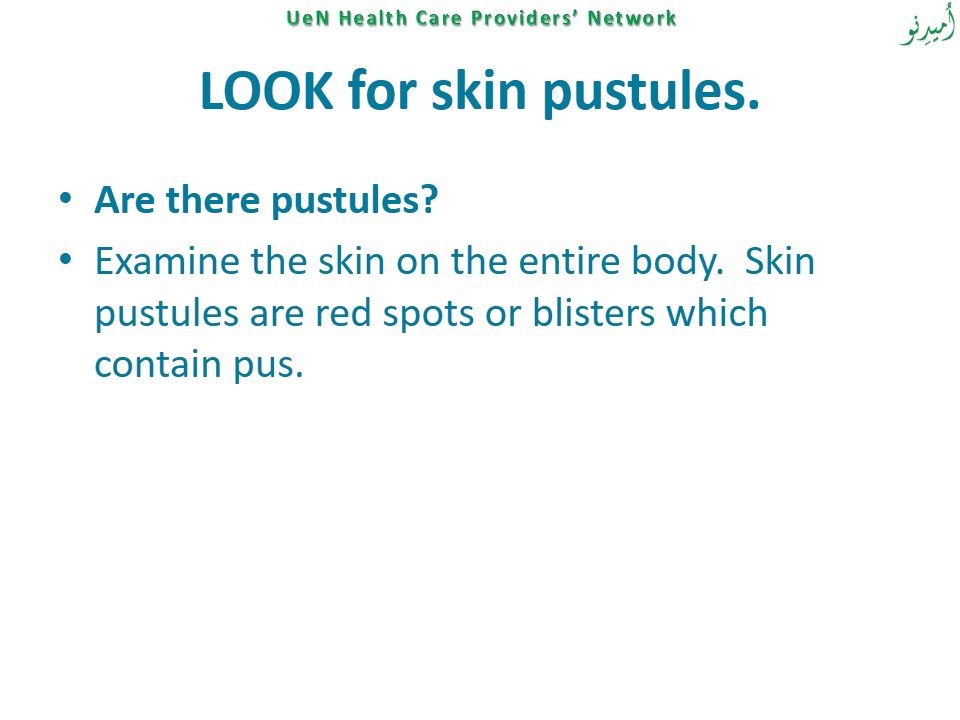 UeN Health Care Providers’ Network
اُمیدِنو
LOOK for skin pustules.
• Are there pustules?
• Examine the skin on the entire body.  Skin
pustules are red spots or blisters which
contain pus.